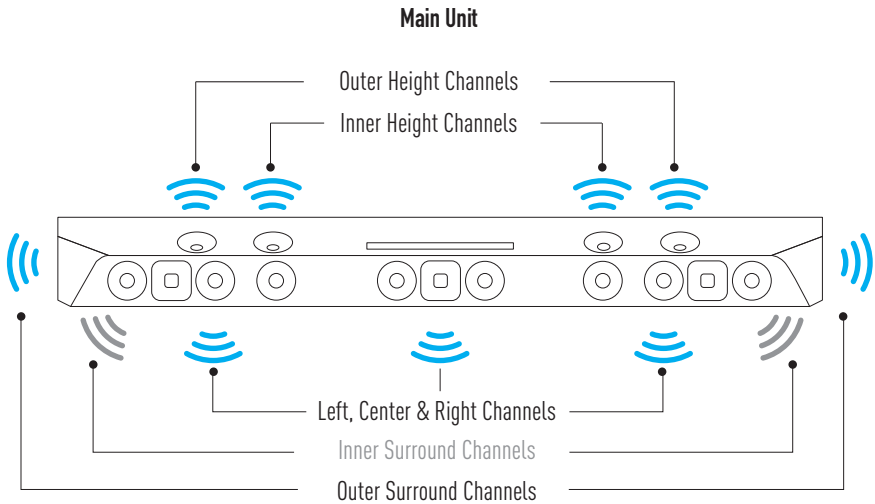 Main Unit
Outer Height Channels
Inner Height Channels
Left, Center & Right Channels
Inner Surround Channels
Outer Surround Channels